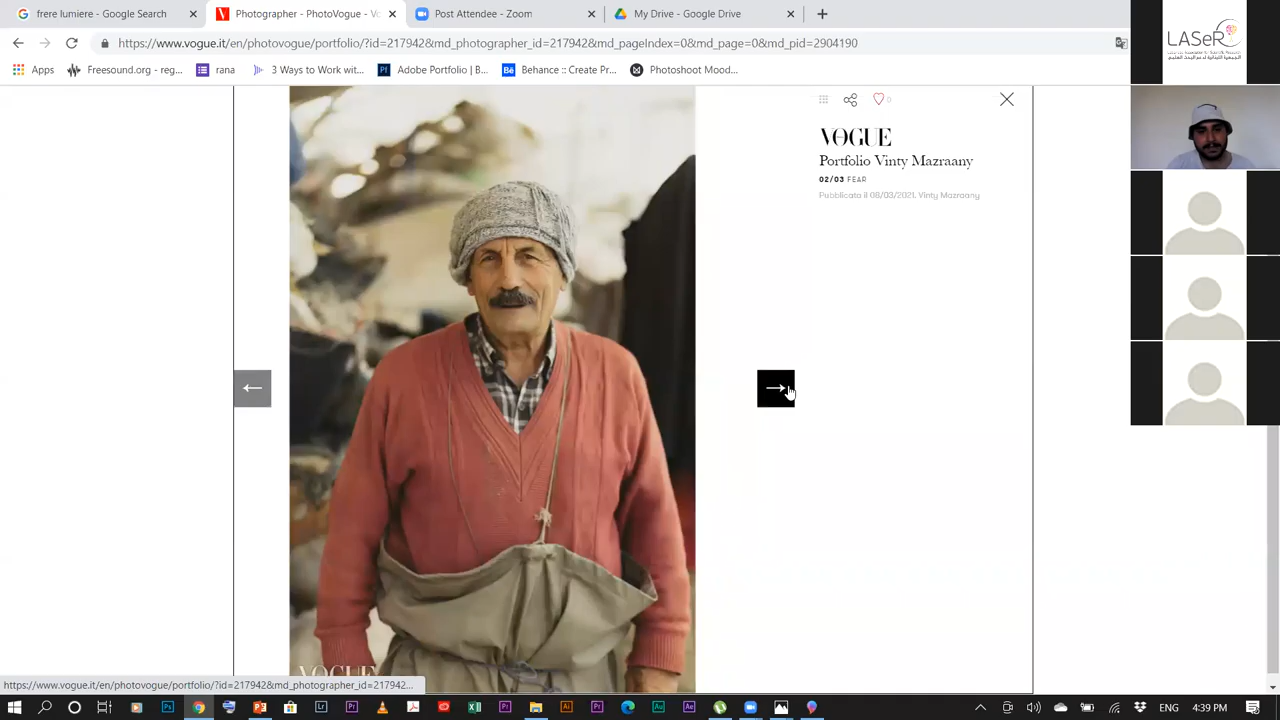 frere lumiere - Google Search
Photographer - PhotoVogue - Vo
Post Attendee - Zoom
My Drive - Google Drive
https://www.vogue.it/en/photovogue/portfolio/?id=217942&md_photographer_id=217942&md_pageIndex=0&md_page=0&md_pid=2904190
Apps
Freesound.org - reg...
rana
3 Ways to Work wit...
Adobe Portfolio | B...
Behance :: Create Pr...
Photoshoot Mood...
LASeR
0
VOGUE
Portfolio Vinty Mazraany
02/03 FEAR
Pubblicata il 08/03/2021. Vinty Mazraany
VOGUE
https://www.vogue.it/en/photovogue/portfolio/?id=217942&md_photographer_id=217942...
ENG
4:39 PM